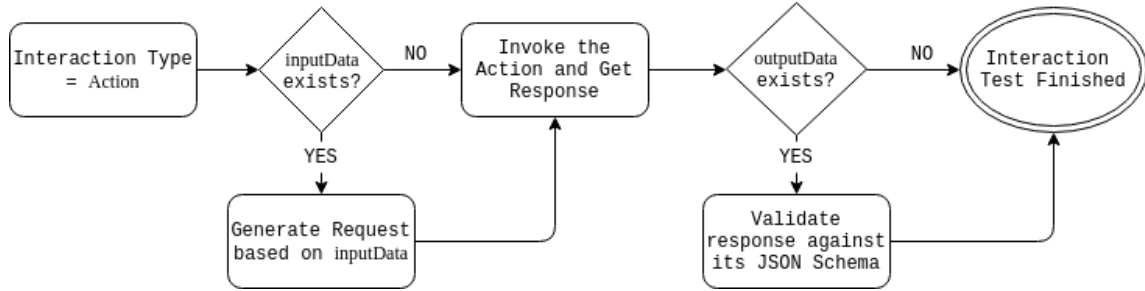 Interaction Type
= Action
inputData
exists?
NO
Invoke the
Action and Get
Response
outputData
exists?
NO
Interaction
Test Finished
YES
YES
Generate Request
based on inputData
Validate
response against
its JSON Schema